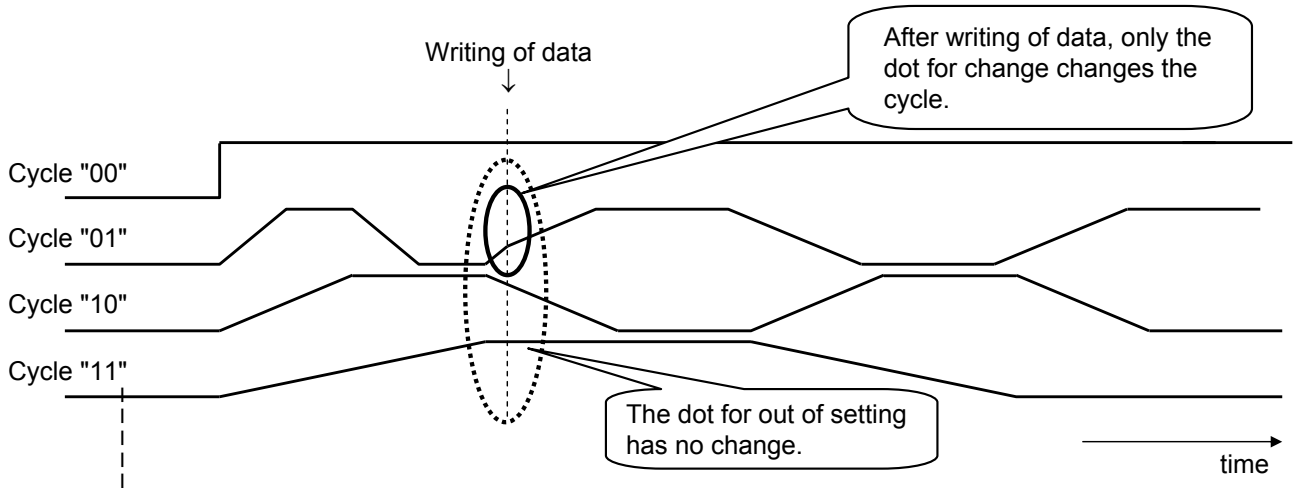 Writing of data
↓
After writing of data, only the
dot for change changes the
cycle.
Cycle "00"
Cycle "01"
Cycle "10"
Cycle "11"
The dot for out of setting
has no change.
time